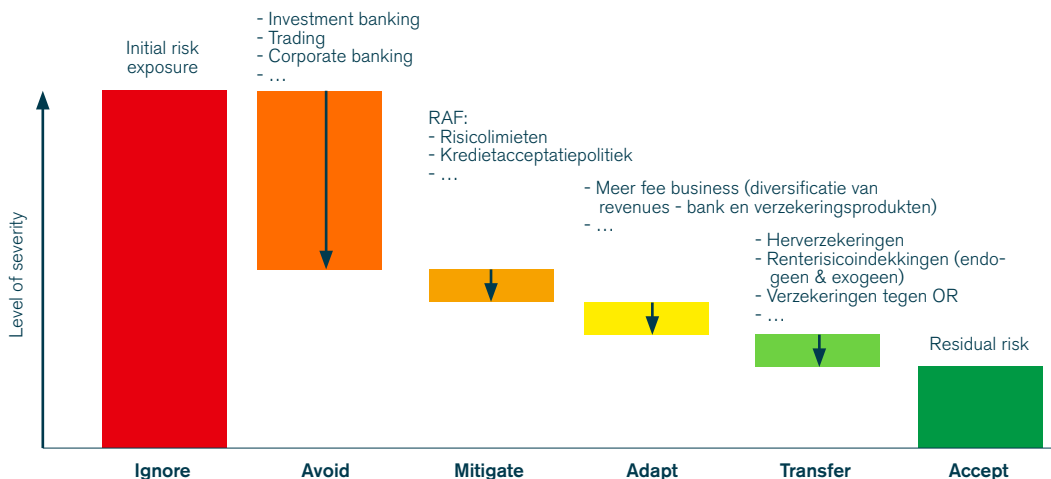 Initial risk
exposure
- Investment banking
- Trading
- Corporate banking
- ...
RAF:
- Risicolimieten
- Kredietacceptatiepolitiek
- ...
- Meer fee business (diversificatie van
revenues - bank en verzekeringsprodukten)
- ...
- Herverzekeringen
- Renterisicoindekkingen (endo-
geen & exogeen)
- Verzekeringen tegen OR
- ...
Residual risk
Level of severity
Ignore
Avoid
Mitigate
Adapt
Transfer
Accept